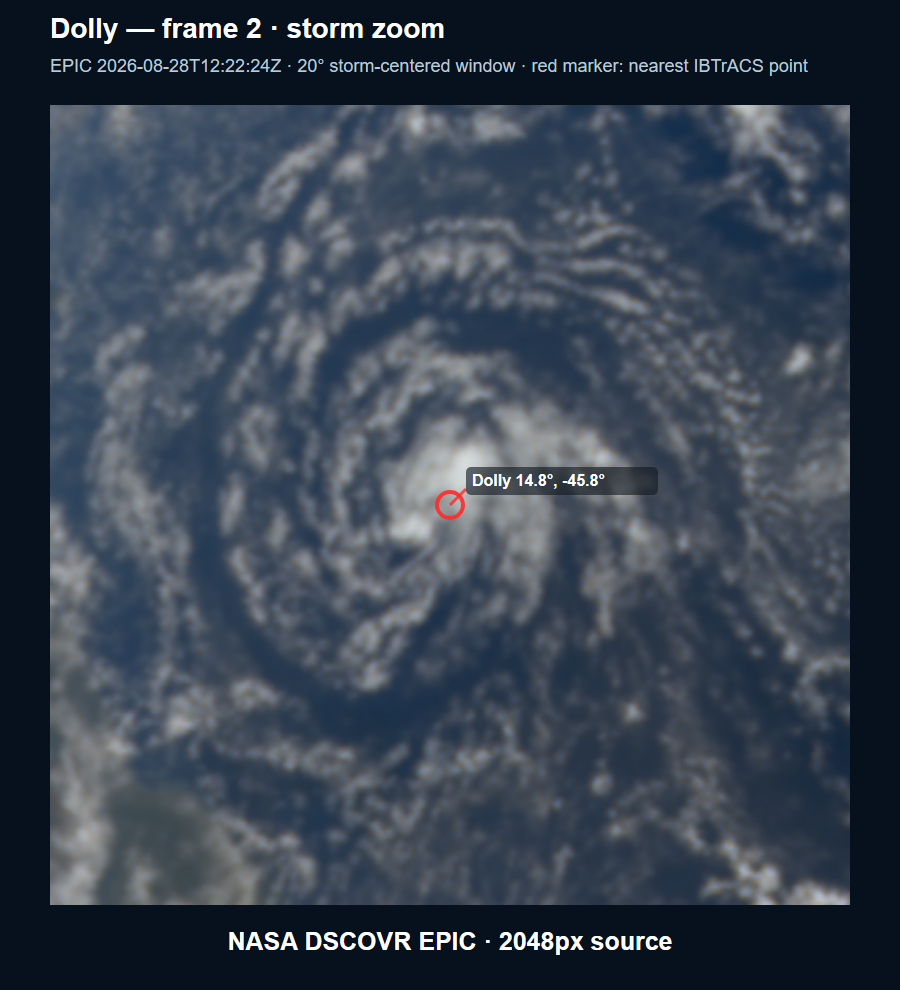 Dolly — frame 2 · storm zoom
EPIC 2026-08-28T12:22:24Z · 20° storm-centered window · red marker: nearest IBTrACS point
Dolly 14.8°, -45.8°
NASA DSCOVR EPIC · 2048px source